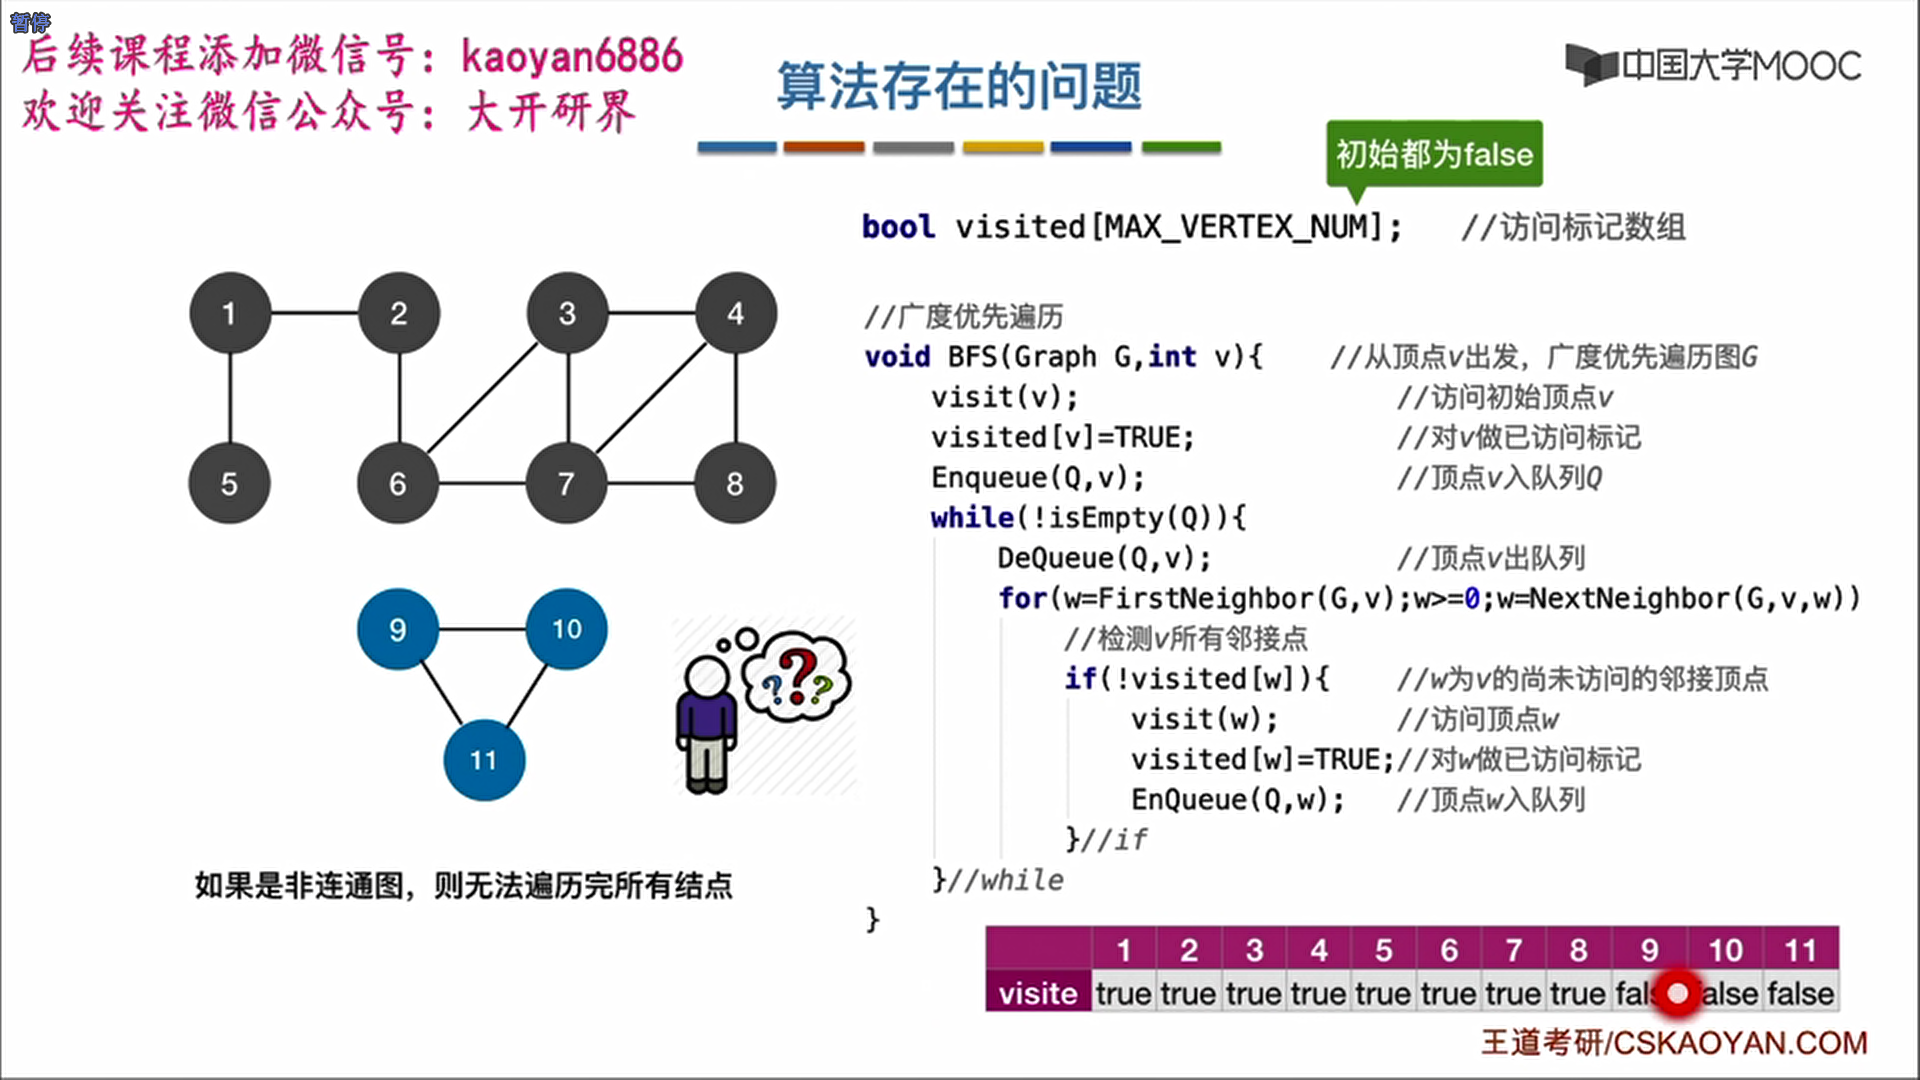 暂停
后续课程添加微信号：kaoyan6886
欢迎关注微信公众号：大开研界
算法存在的问题
中国大学MOOC
初始都为false
bool visited[MAX_VERTEX_NUM];   //访问标记数组
//广度优先遍历
void BFS(Graph G,int v){    //从顶点v出发，广度优先遍历图G
visit(v);    //访问初始顶点v
visited[v]=TRUE;    //对v做已访问标记
Enqueue(Q,v);    //顶点v入队列Q
while(!isEmpty(Q)){
DeQueue(Q,v);    //顶点v出队列
for(w=FirstNeighbor(G,v);w>=0;w=NextNeighbor(G,v,w))
//检测v所有邻接点
if(!visited[w]){    //w为v的尚未访问的邻接顶点
visit(w);    //访问顶点w
visited[w]=TRUE;//对w做已访问标记
EnQueue(Q,w);   //顶点w入队列
}//if
}//while
}
1 2 3 4
5 6 7 8
9 10
11
? ? ?
如果是非连通图，则无法遍历完所有结点
1 2 3 4 5 6 7 8 9 10 11
visite true true true true true true true true false
王道考研/CSKAOYAN.COM